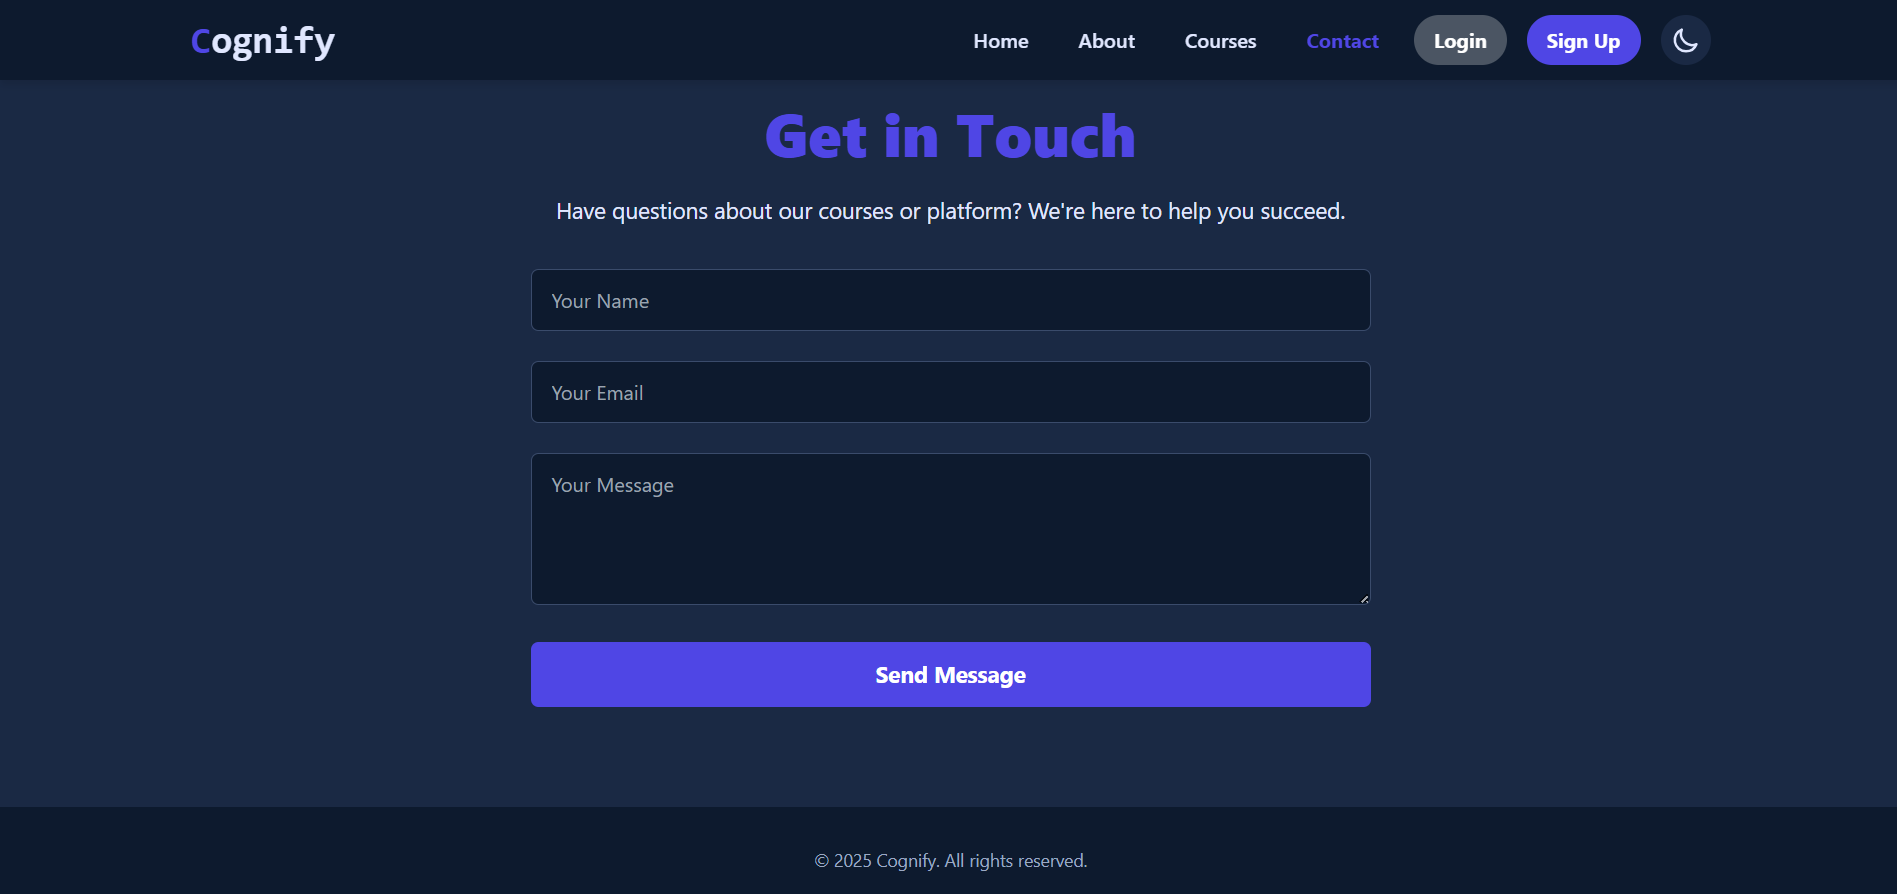 Cognify
Home About Courses Contact Login Sign Up
Get in Touch
Have questions about our courses or platform? We're here to help you succeed.
Your Name
Your Email
Your Message
Send Message
© 2025 Cognify. All rights reserved.